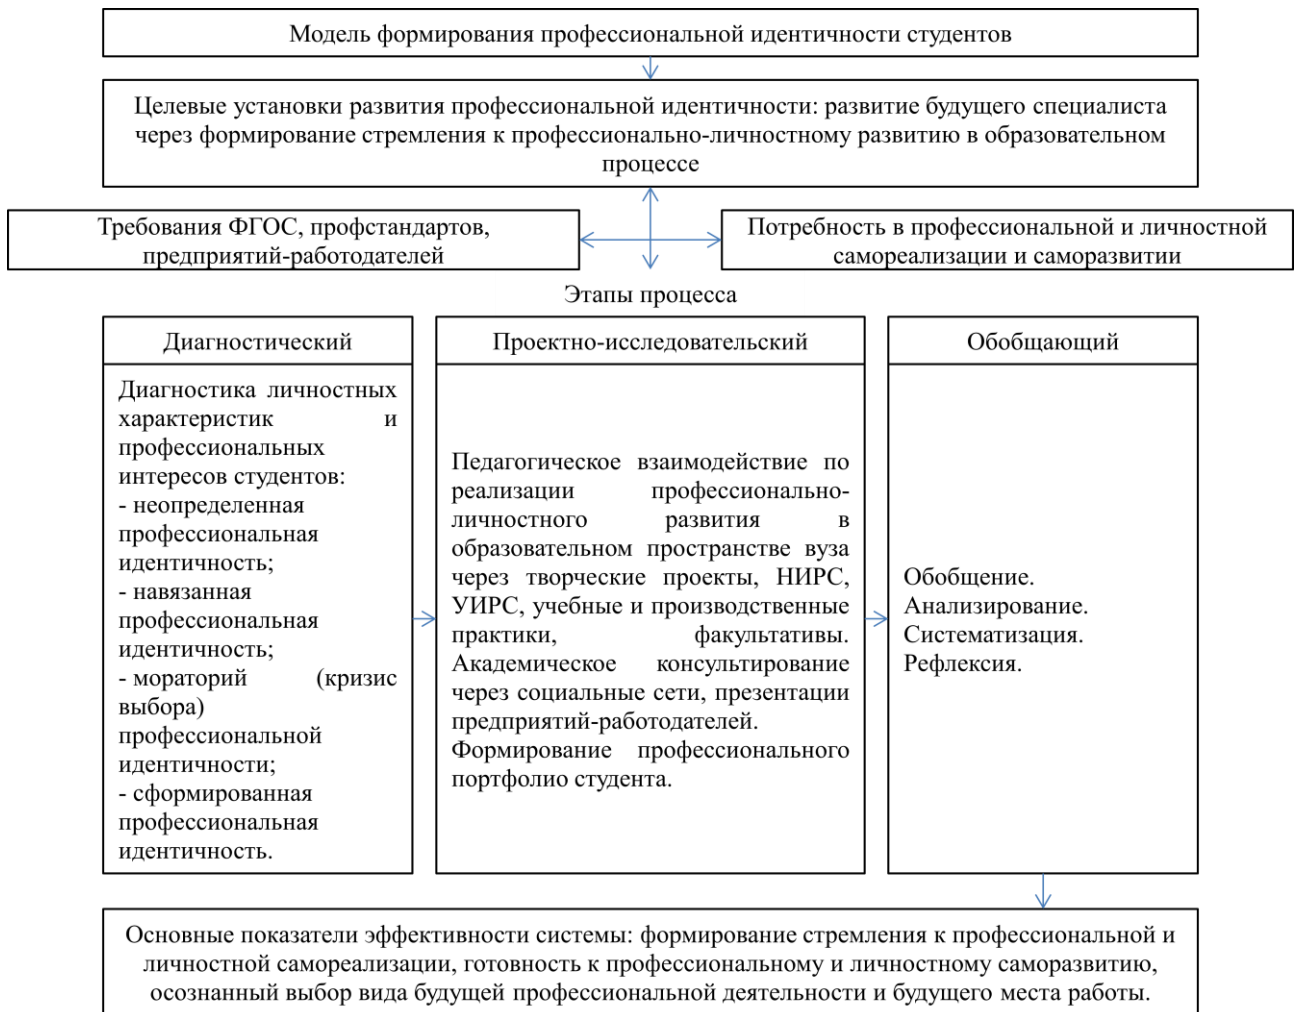 Модель формирования профессиональной идентичности студентов
Целевые установки развития профессиональной идентичности: развитие будущего специалиста
через формирование стремления к профессионально-личностному развитию в образовательном
процессе
Требования ФГОС, профстандартов,
предприятий-работодателей
Потребность в профессиональной и личностной
самореализации и саморазвитии
Этапы процесса
Диагностический
Диагностика личностных
характеристик и
профессиональных
интересов студентов:
- неопределенная
профессиональная
идентичность;
- навязанная
профессиональная
идентичность;
- мораторий (кризис
выбора)
профессиональной
идентичности;
- сформированная
профессиональная
идентичность.
Проектно-исследовательский
Педагогическое взаимодействие по
реализации профессионально-
личностного развития в
образовательном пространстве вуза
через творческие проекты, НИРС,
УИРС, учебные и производственные
практики, факультативы.
Академическое консультирование
через социальные сети, презентации
предприятий-работодателей.
Формирование профессионального
портфолио студента.
Обобщающий
Обобщение.
Анализирование.
Систематизация.
Рефлексия.
Основные показатели эффективности системы: формирование стремления к профессиональной и
личностной самореализации, готовность к профессиональному и личностному саморазвитию,
осознанный выбор вида будущей профессиональной деятельности и будущего места работы.